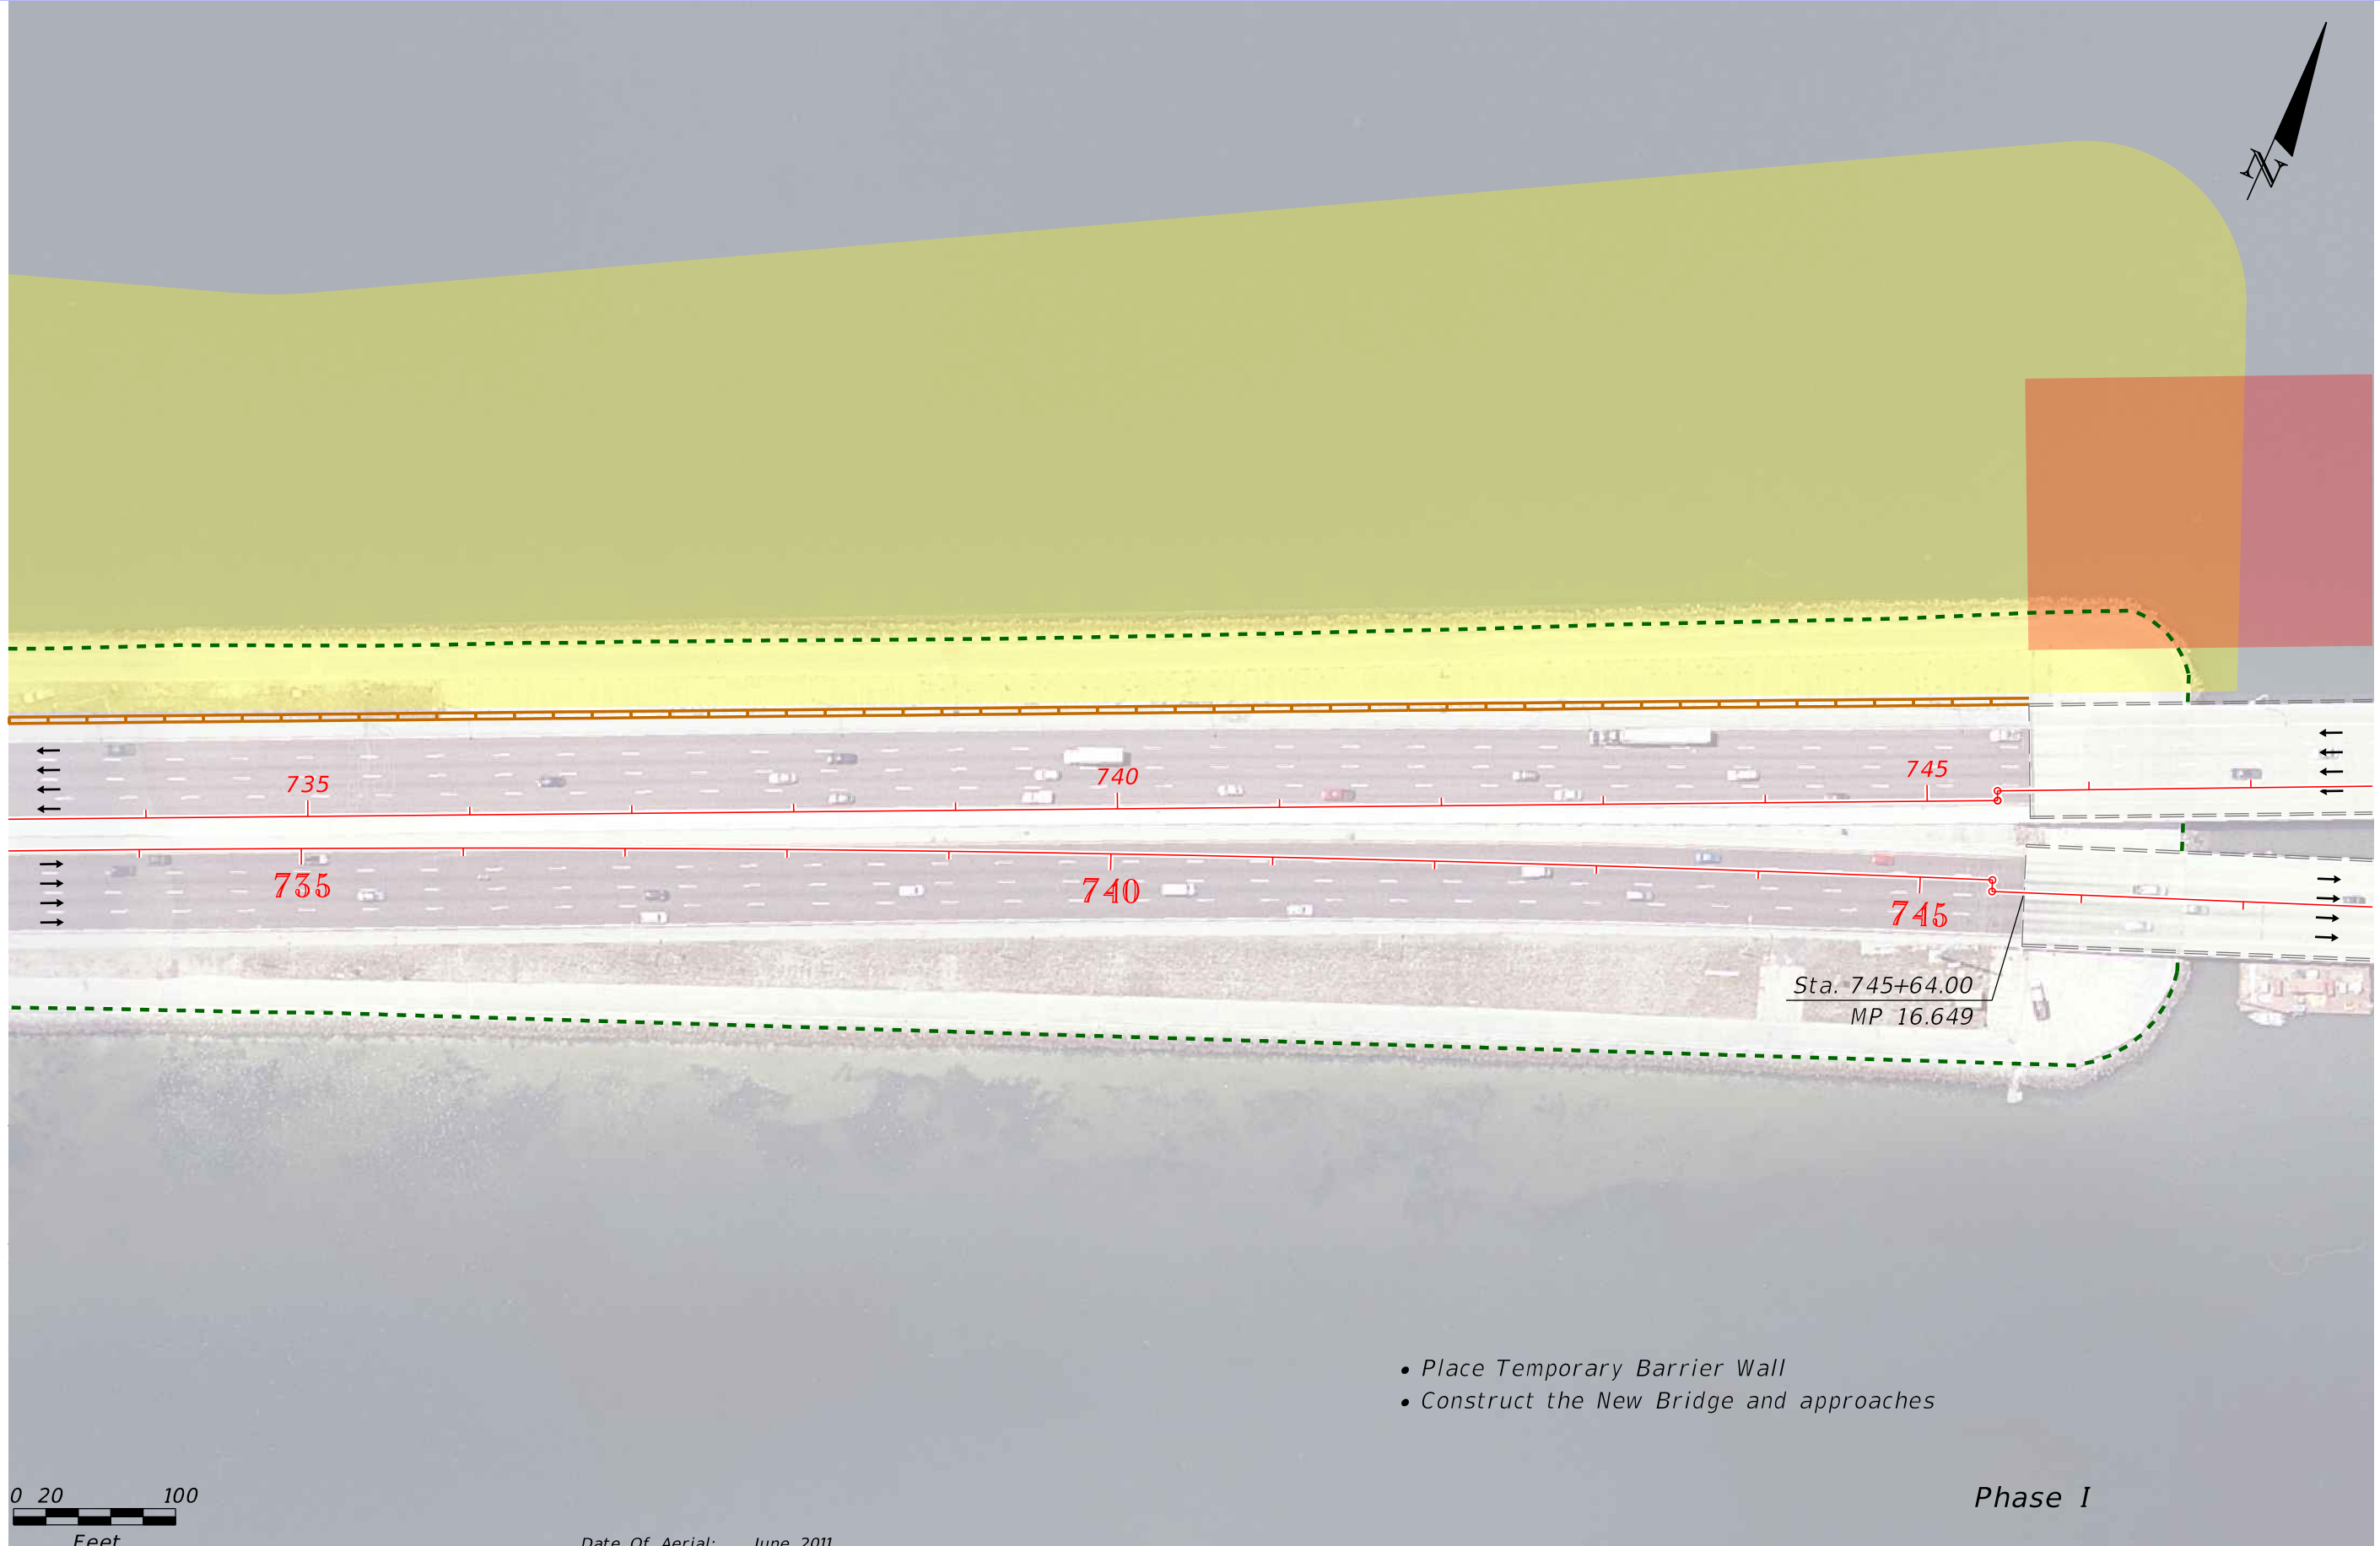 N
735
740
745
735
740
745
Sta. 745+64.00
MP 16.649
• Place Temporary Barrier Wall
• Construct the New Bridge and approaches
0 20 100
Feet
Date Of Aerial: June 2011
Phase I